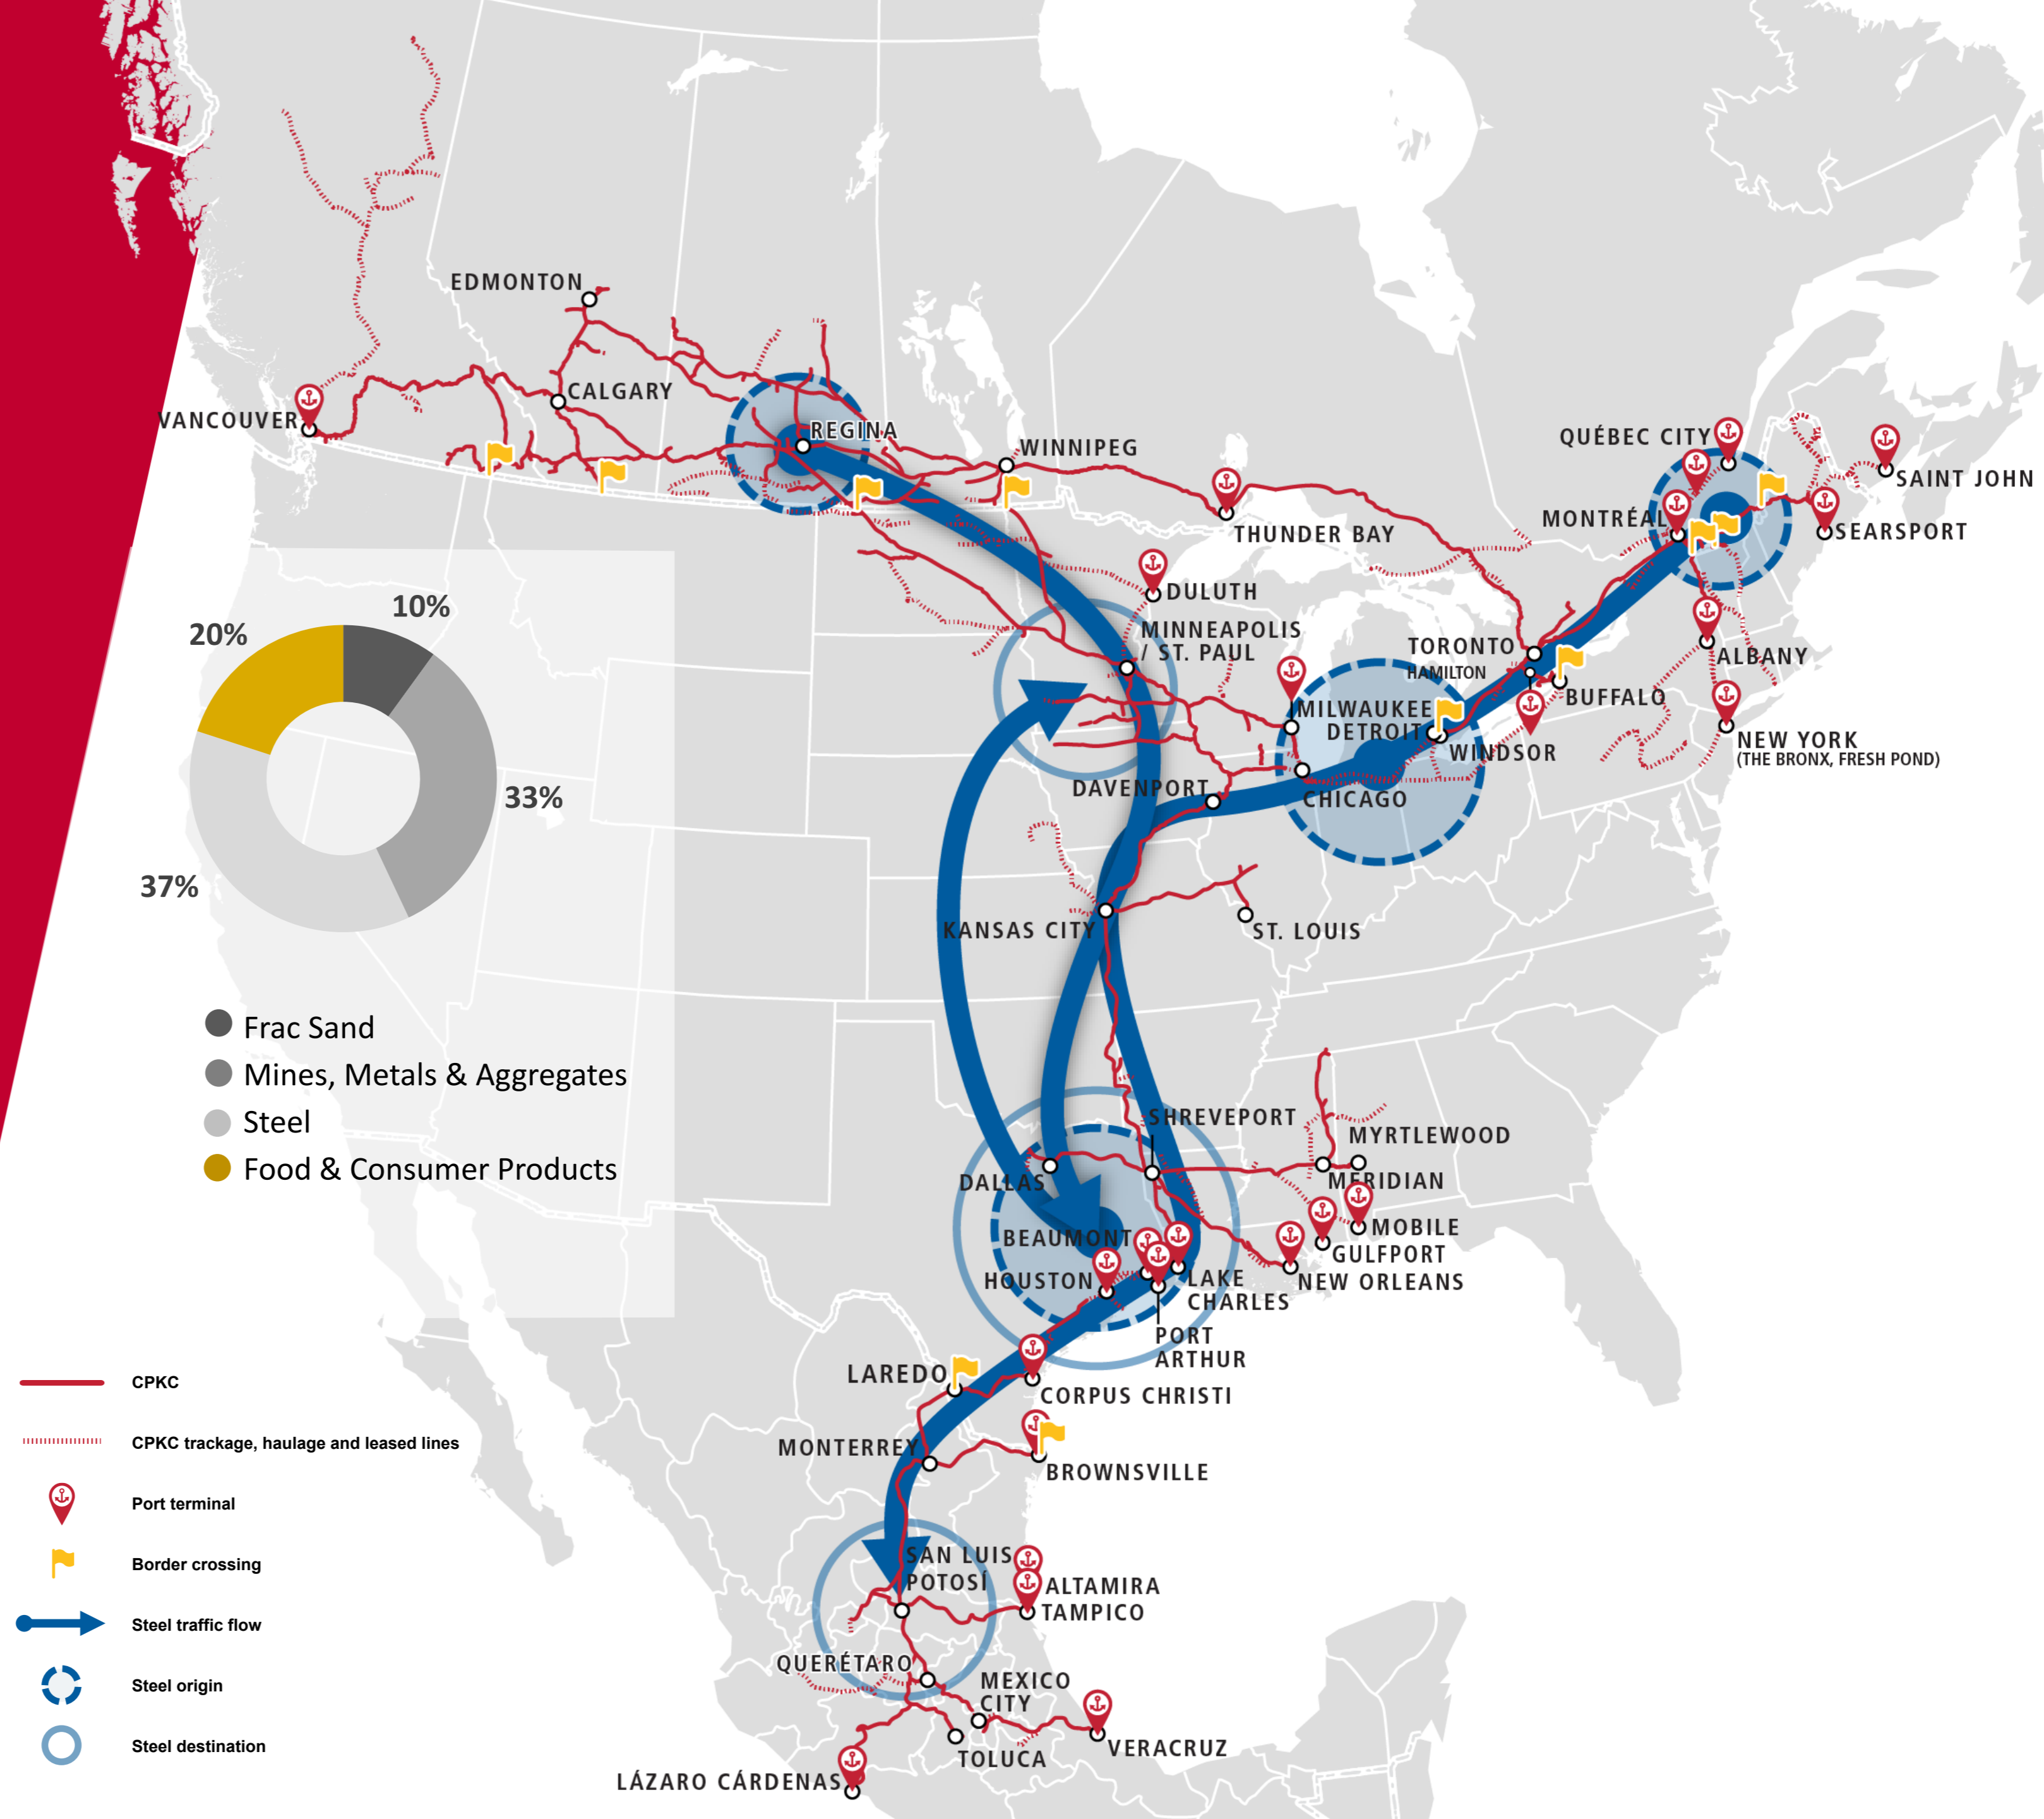 EDMONTON
CALGARY
VANCOUVER
REGINA
WINNIPEG
THUNDER BAY
QUÉBEC CITY
SAINT JOHN
MONTRÉAL
SEARSPORT
DULUTH
MINNEAPOLIS
/ ST. PAUL
TORONTO
HAMILTON
ALBANY
BUFFALO
MILWAUKEE
DETROIT
WINDSOR
NEW YORK
(THE BRONX, FRESH POND)
DAVENPORT
CHICAGO
KANSAS CITY
ST. LOUIS
10%
20%
33%
37%
Frac Sand
Mines, Metals & Aggregates
Steel
Food & Consumer Products
SHREVEPORT
MYRTLEWOOD
DALLAS
MERIDIAN
BEAUMONT
MOBILE
GULFPORT
HOUSTON
LAKE
CHARLES
NEW ORLEANS
PORT
ARTHUR
LAREDO
CORPUS CHRISTI
MONTERREY
BROWNSVILLE
SAN LUIS
POTOSÍ
ALTAMIRA
TAMPICO
QUERÉTARO
MEXICO
CITY
TOLUCA
VERACRUZ
LÁZARO CÁRDENAS
CPKC
CPKC trackage, haulage and leased lines
Port terminal
Border crossing
Steel traffic flow
Steel origin
Steel destination